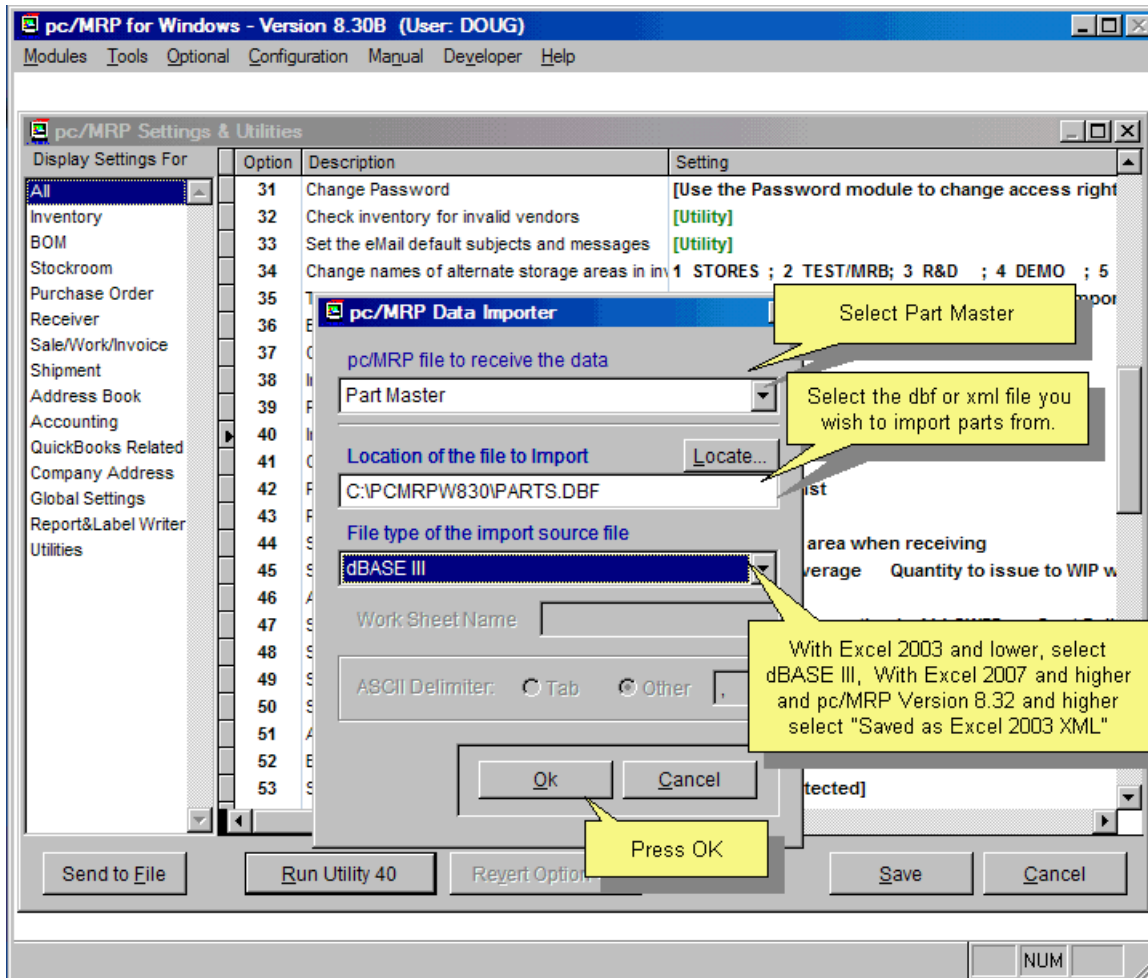 pc/MRP for Windows - Version 8.30B (User: DOUG)
Modules Tools Optional Configuration Manual Developer Help
pc/MRP Settings & Utilities
Display Settings For
Option Description Setting
All
Inventory
BOM
Stockroom
Purchase Order
Receiver
Sale/Work/Invoice
Shipment
Address Book
Accounting
QuickBooks Related
Company Address
Global Settings
Report&Label Writer
Utilities
31 Change Password [Use the Password module to change access right
32 Check inventory for invalid vendors [Utility]
33 Set the eMail default subjects and messages [Utility]
34 Change names of alternate storage areas in inv 1 STORES ; 2 TEST/MRB; 3 R&D ; 4 DEMO ; 5
35
36
37
38
39
40
41
42
43
44 area when receiving
45 verage Quantity to issue to WIP w
46
47
48
49
50
51
52
53 tected]
pc/MRP Data Importer
pc/MRP file to receive the data
Part Master
Location of the file to Import Locate...
C:\PCMRPW830\PARTS.DBF
File type of the import source file
dBASE III
Work Sheet Name
ASCII Delimiter: Tab Other ,
Ok Cancel
Select Part Master
Select the dbf or xml file you
wish to import parts from.
With Excel 2003 and lower, select
dBASE III, With Excel 2007 and higher
and pc/MRP Version 8.32 and higher
select "Saved as Excel 2003 XML"
Press OK
Send to File Run Utility 40 Revert Option Save Cancel
NUM